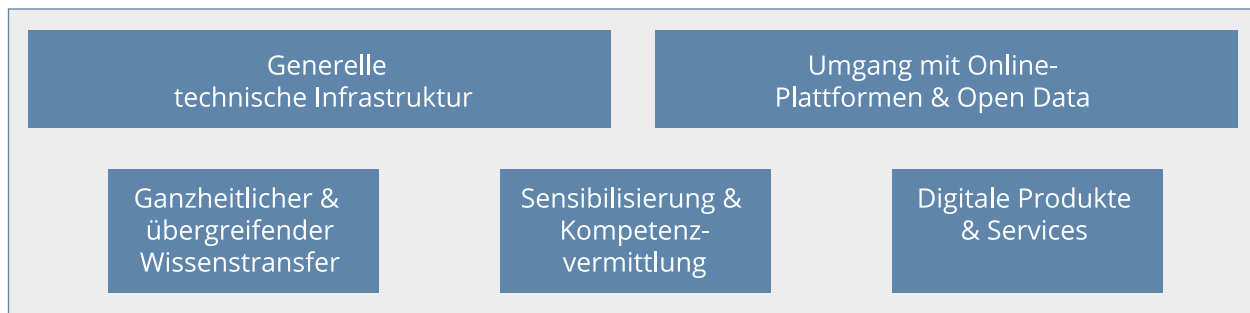 Generelle
technische Infrastruktur
Umgang mit Online-
Plattformen & Open Data
Ganzheitlicher &
übergreifender
Wissenstransfer
Sensibilisierung &
Kompetenz-
vermittlung
Digitale Produkte
& Services